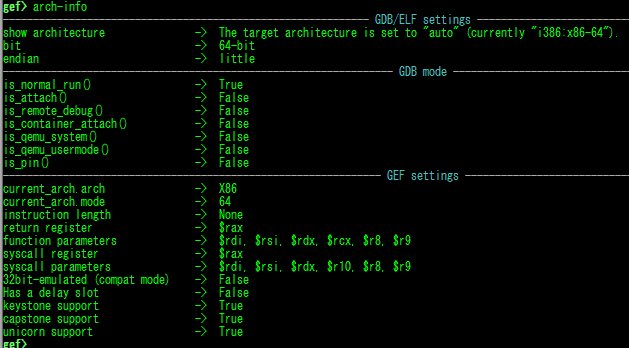 gef> arch-info
GDB/ELF settings
show architecture -> The target architecture is set to "auto" (currently "i386:x86-64").
bit -> 64-bit
endian -> little
GDB mode
is_normal_run() -> True
is_attach() -> False
is_remote_debug() -> False
is_container_attach() -> False
is_qemu_system() -> False
is_qemu_usermode() -> False
is_pin() -> False
GEF settings
current_arch.arch -> X86
current_arch.mode -> 64
instruction length -> None
return register -> $rax
function parameters -> $rdi, $rsi, $rdx, $rcx, $r8, $r9
syscall register -> $rax
syscall parameters -> $rdi, $rsi, $rdx, $r10, $r8, $r9
32bit-emulated (compat mode) -> False
Has a delay slot -> False
keystone support -> True
capstone support -> True
unicorn support -> True
gef>